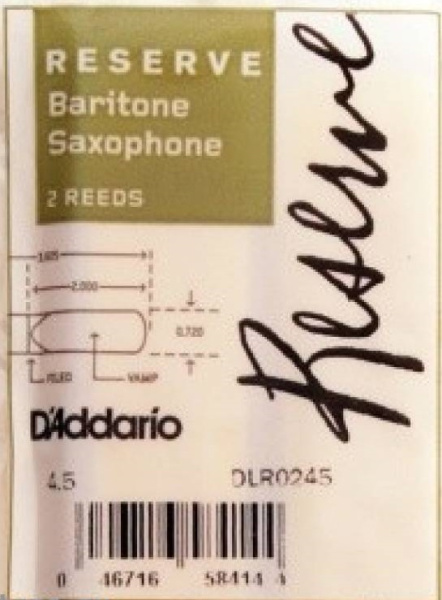 RESERVE
Baritone
Saxophone
2 REEDS
Reserve
2.000
0.720
FILED
VAMP
D'Addario
4.5
DLR0245
0 46716 58414 4